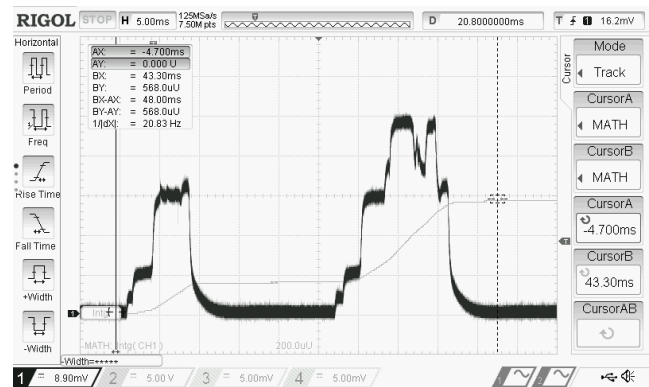 RIGOL STOP H 5.00ms 125MSa/s 7.50M pts D 20.8000000ms T 1 16.2mV
Horizontal
Period
Freq
Rise Time
Fall Time
+Width
-Width
AX: = -4.700ms
AY: = 0.000 U
BX: = 43.30ms
BY: = 568.0uU
BX-AX: = 48.00ms
BY-AY: = 568.0uU
1/|dX|: = 20.83 Hz
Cursor
Mode
Track
CursorA
MATH
CursorB
MATH
CursorA
-4.700ms
CursorB
43.30ms
CursorAB
T
1 Intg
MATH: Intg( CH1 ) 200.0uU
-Width=*****
1 = 8.90mV 2 = 5.00 V 3 = 5.00mV 4 = 5.00mV